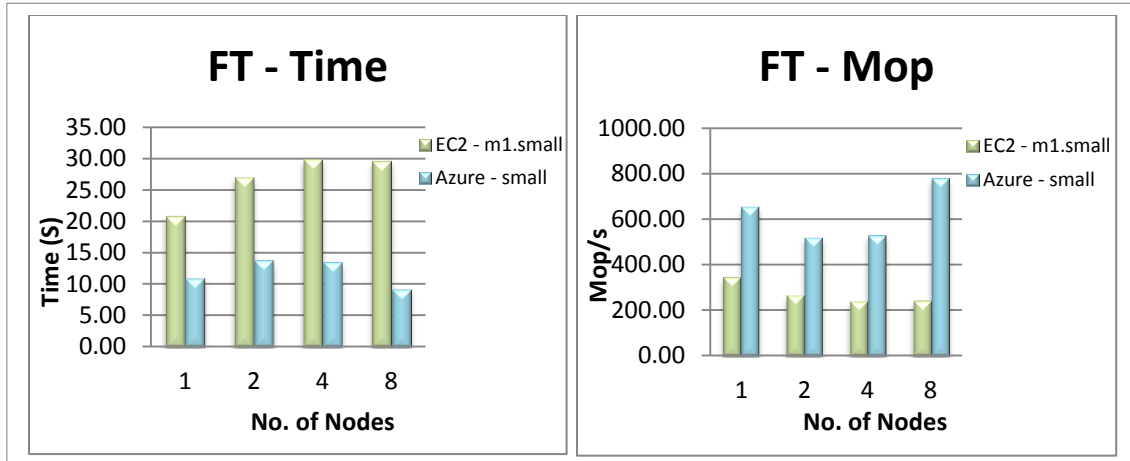 FT - Time
35.00
30.00
25.00
20.00
15.00
10.00
5.00
0.00
Time (S)
1 2 4 8
No. of Nodes
EC2 - m1.small
Azure - small
FT - Mop
1000.00
800.00
600.00
400.00
200.00
0.00
Mop/s
1 2 4 8
No. of Nodes
EC2 - m1.small
Azure - small